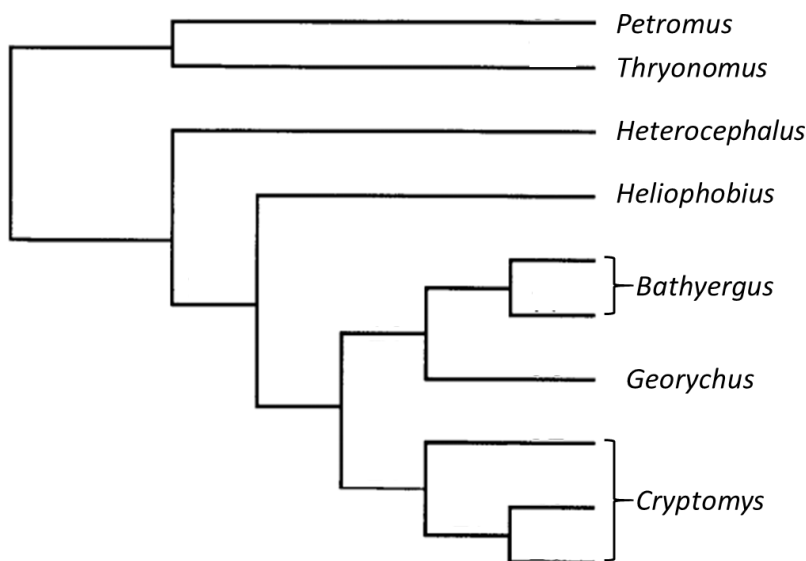 Petromus
Thryonomus
Heterocephalus
Heliophobius
Bathyergus
Georychus
Cryptomys